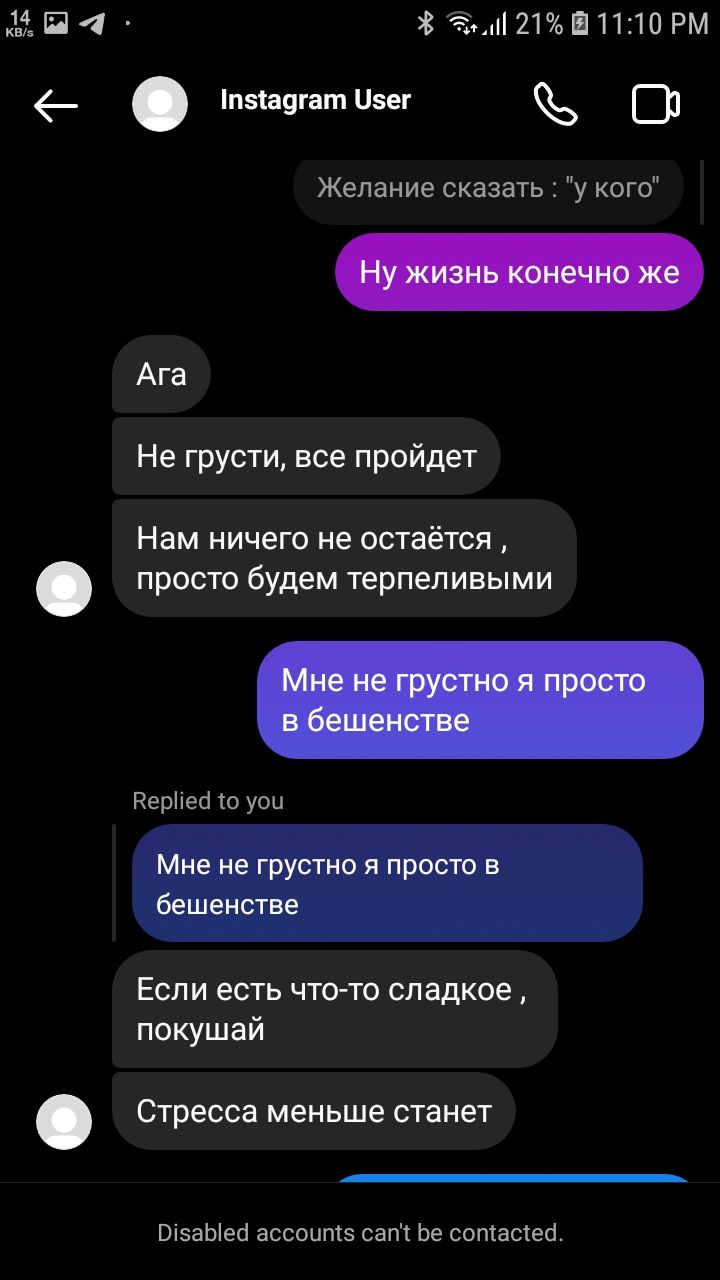 14
KB/s
21%
11:10 PM
Instagram User
Желание сказать : "у кого"
Ну жизнь конечно же
Ага
Не грусти, все пройдет
Нам ничего не остаётся ,
просто будем терпеливыми
Мне не грустно я просто
в бешенстве
Replied to you
Мне не грустно я просто в
бешенстве
Если есть что-то сладкое ,
покушай
Стресса меньше станет
Disabled accounts can't be contacted.